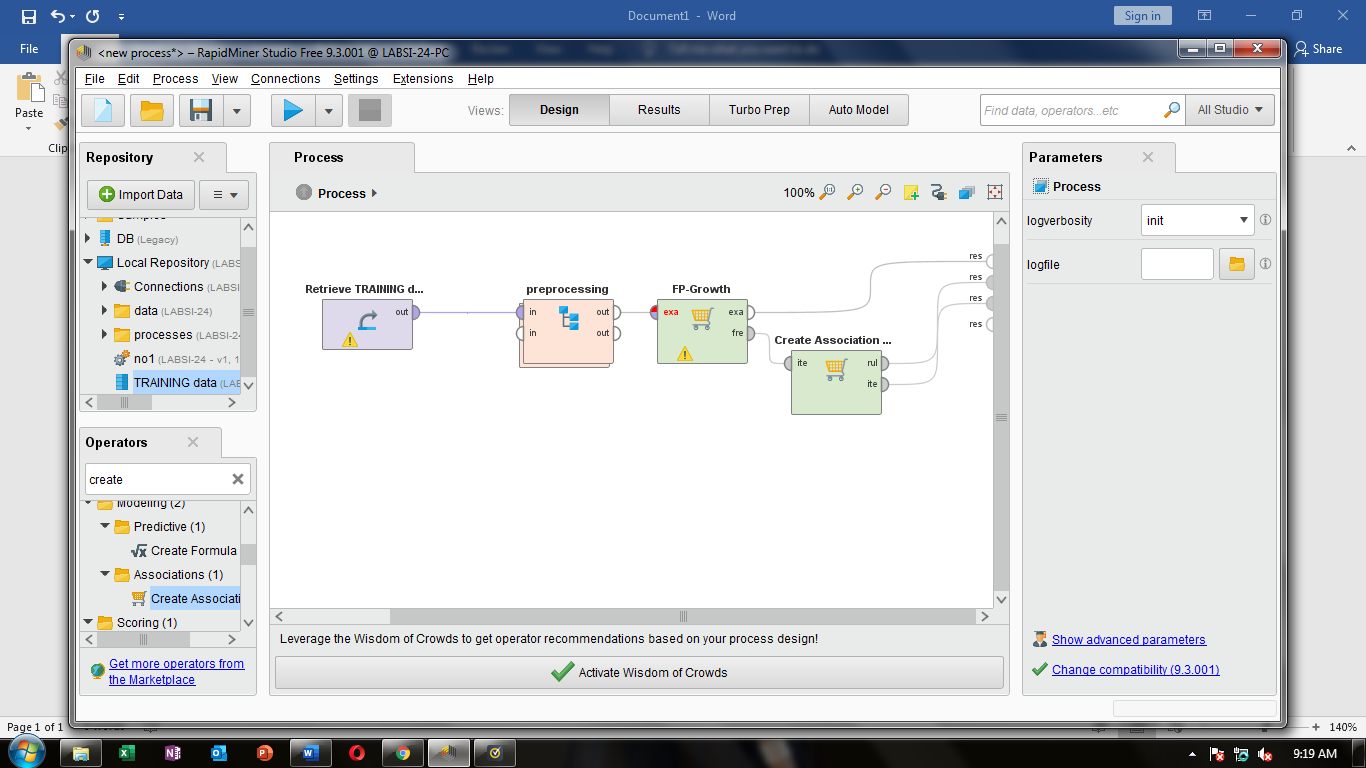 Document1 - Word
Sign in
File
Share
Paste
<new process*> – RapidMiner Studio Free 9.3.001 @ LABSI-24-PC
File Edit Process View Connections Settings Extensions Help
Views: Design Results Turbo Prep Auto Model
Find data, operators...etc
All Studio
Repository
Import Data
DB (Legacy)
Local Repository (LABS
Connections (LABSI
data (LABSI-24)
processes (LABSI-24
no1 (LABSI-24 - v1, 1
TRAINING data (LAB
Operators
create
Modeling (2)
Predictive (1)
Create Formula
Associations (1)
Create Associati
Scoring (1)
Get more operators from
the Marketplace
Process
Process
100%
Retrieve TRAINING d...
out
preprocessing
in out
in out
FP-Growth
exa exa
fre
Create Association ...
ite rul
ite
res
res
res
res
Leverage the Wisdom of Crowds to get operator recommendations based on your process design!
Activate Wisdom of Crowds
Parameters
Process
logverbosity init
logfile
Show advanced parameters
Change compatibility (9.3.001)
Page 1 of 1
140%
9:19 AM